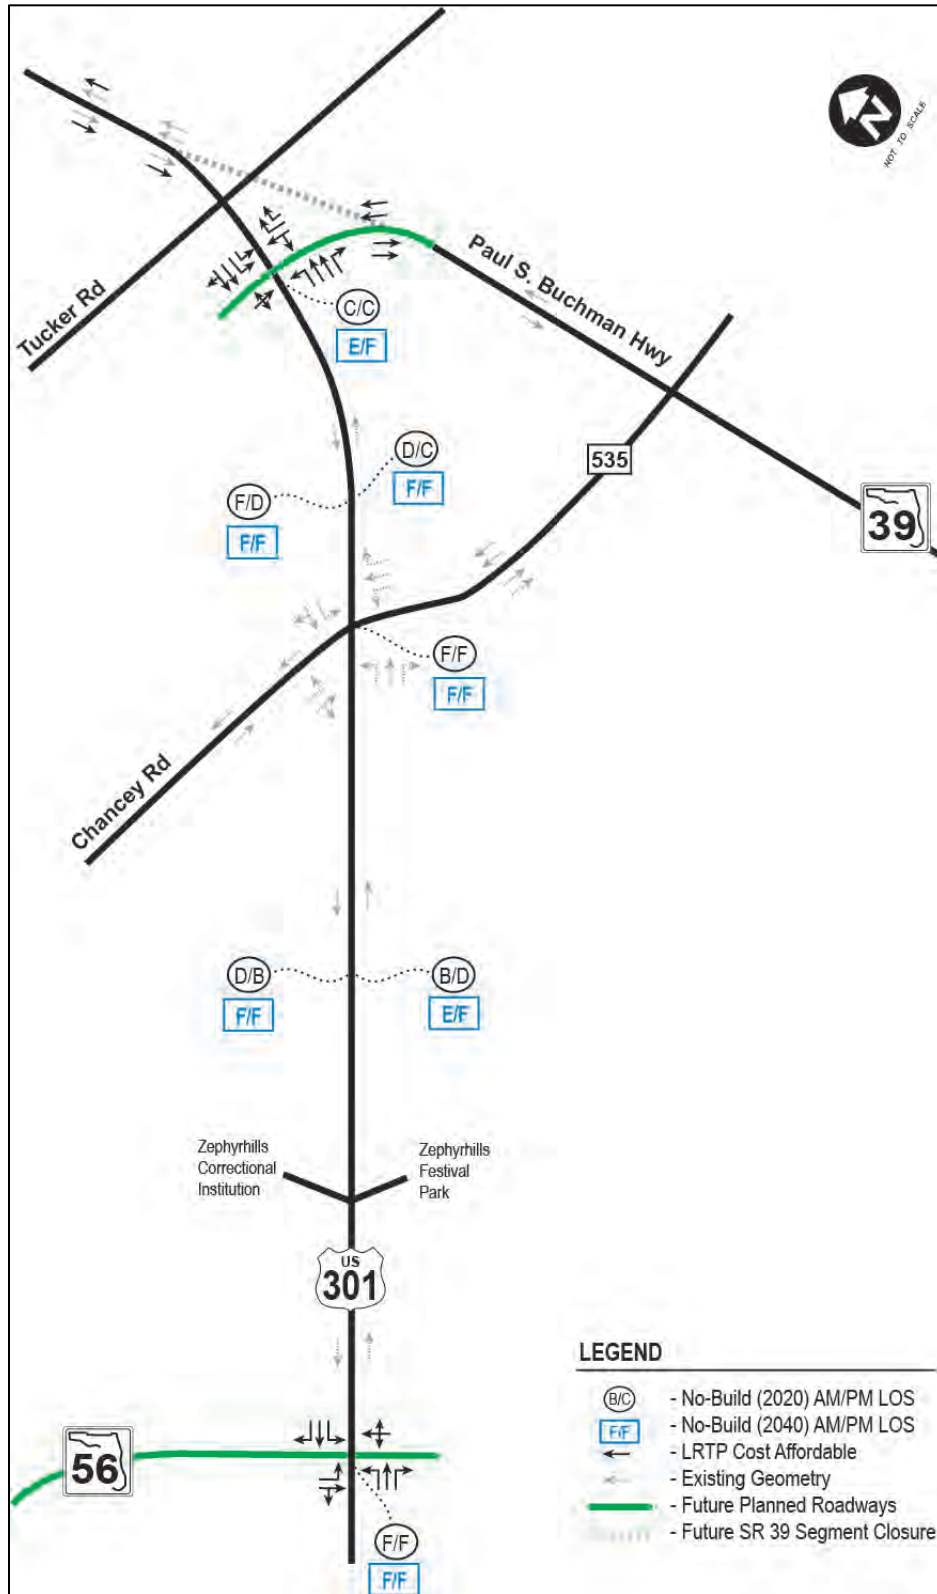 N
NOT TO SCALE
Tucker Rd
Paul S. Buchman Hwy
C/C
E/F
D/C
F/F
F/D
F/F
535
39
F/F
F/F
Chancey Rd
D/B
F/F
B/D
E/F
Zephyrhills
Correctional
Institution
Zephyrhills
Festival
Park
US
301
56
F/F
F/F
LEGEND
B/C - No-Build (2020) AM/PM LOS
F/F - No-Build (2040) AM/PM LOS
- LRTP Cost Affordable
- Existing Geometry
- Future Planned Roadways
- Future SR 39 Segment Closure